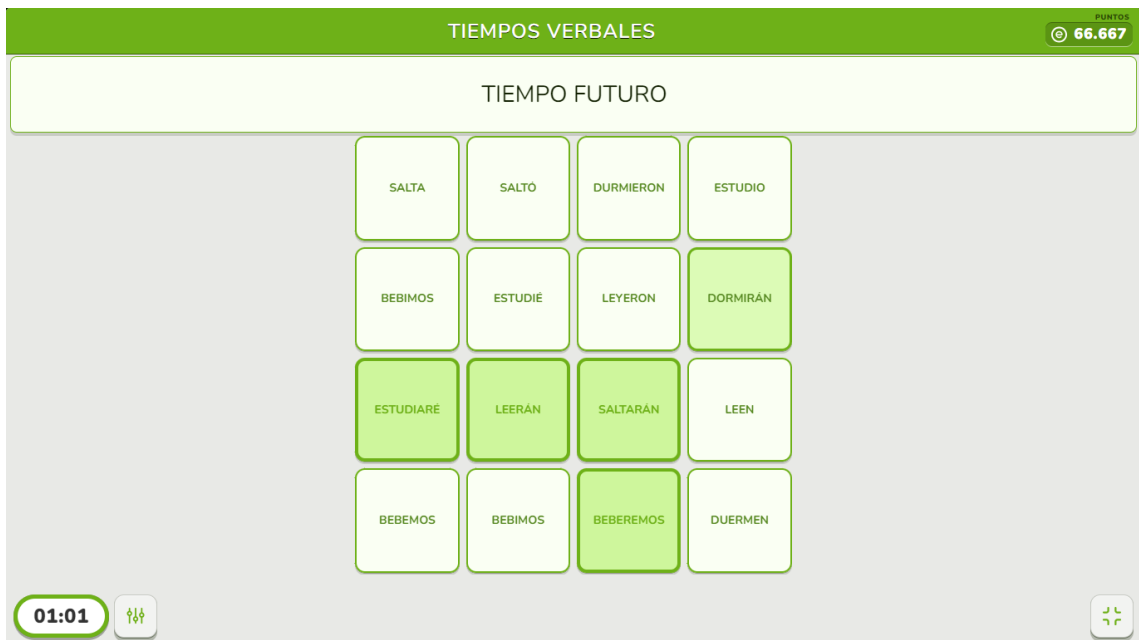 TIEMPOS VERBALES
PUNTOS
66.667
TIEMPO FUTURO
SALTA SALTÓ DURMIERON ESTUDIO
BEBIMOS ESTUDIÉ LEYERON DORMIRÁN
ESTUDIARÉ LEERÁN SALTARÁN LEEN
BEBEMOS BEBIMOS BEBEREMOS DUERMEN
01:01